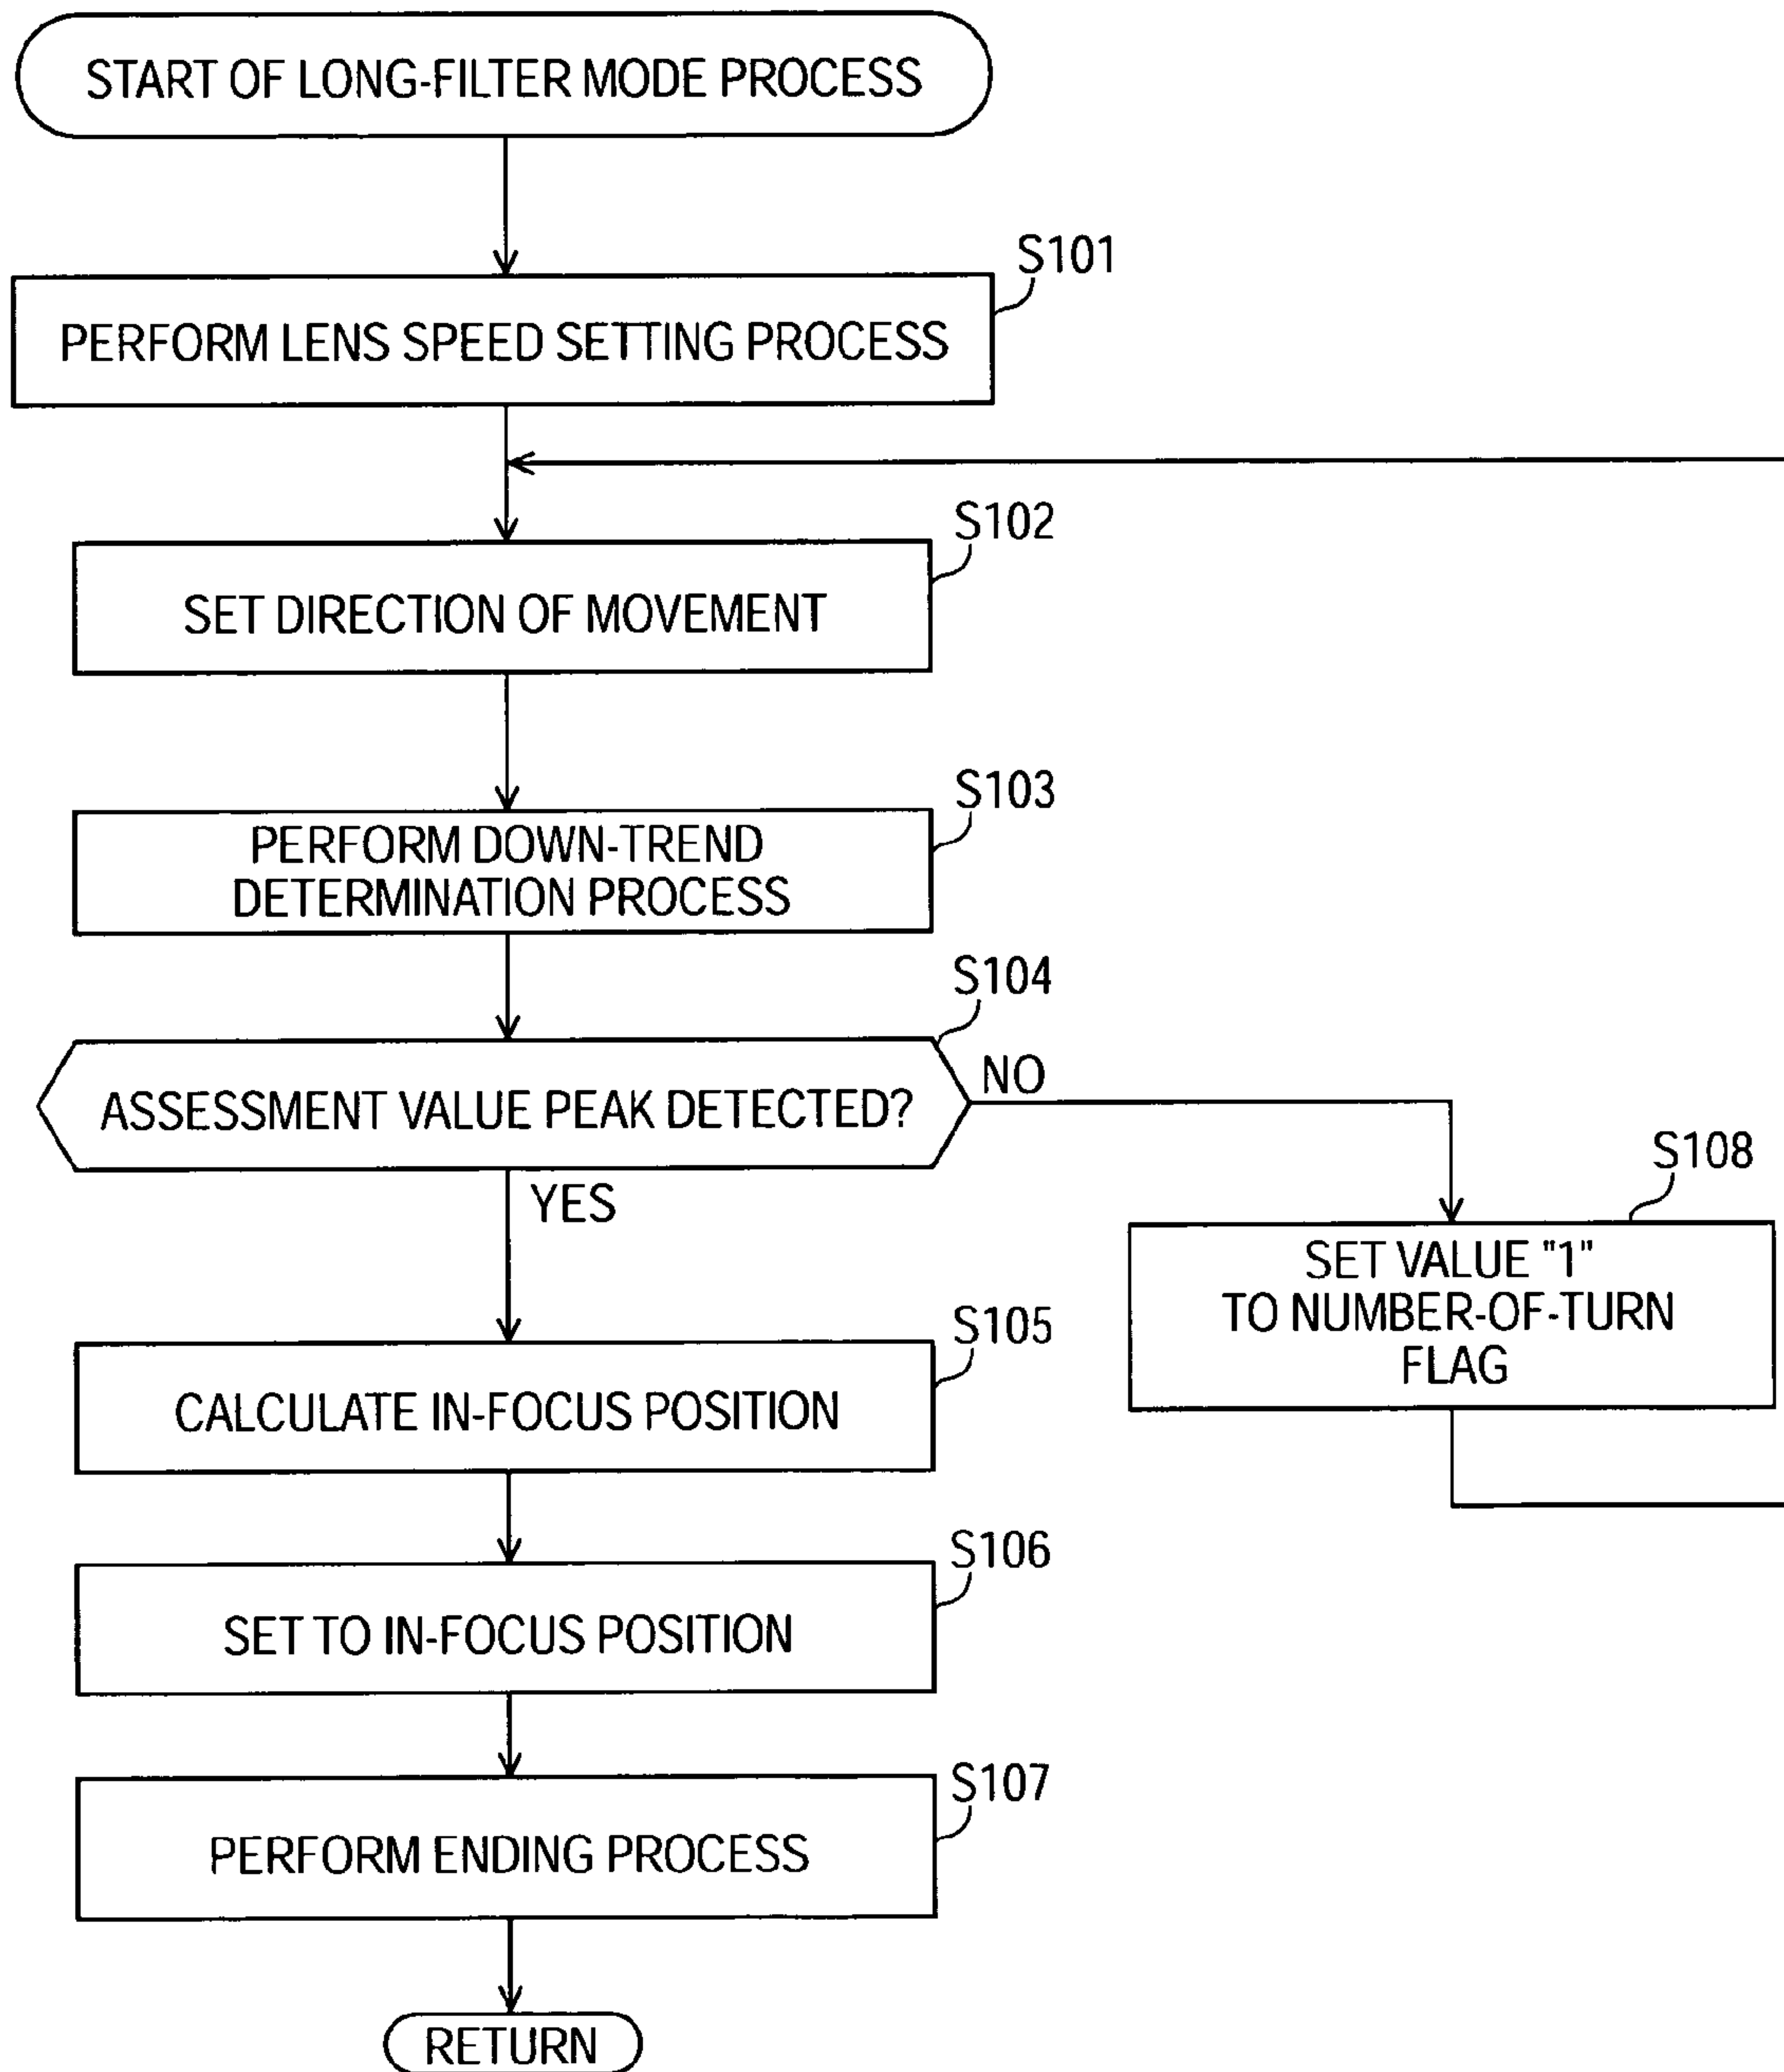 START OF LONG-FILTER MODE PROCESS
S101
PERFORM LENS SPEED SETTING PROCESS
S102
SET DIRECTION OF MOVEMENT
S103
PERFORM DOWN-TREND
DETERMINATION PROCESS
S104
ASSESSMENT VALUE PEAK DETECTED?
NO
YES
S108
SET VALUE "1"
TO NUMBER-OF-TURN
FLAG
S105
CALCULATE IN-FOCUS POSITION
S106
SET TO IN-FOCUS POSITION
S107
PERFORM ENDING PROCESS
RETURN